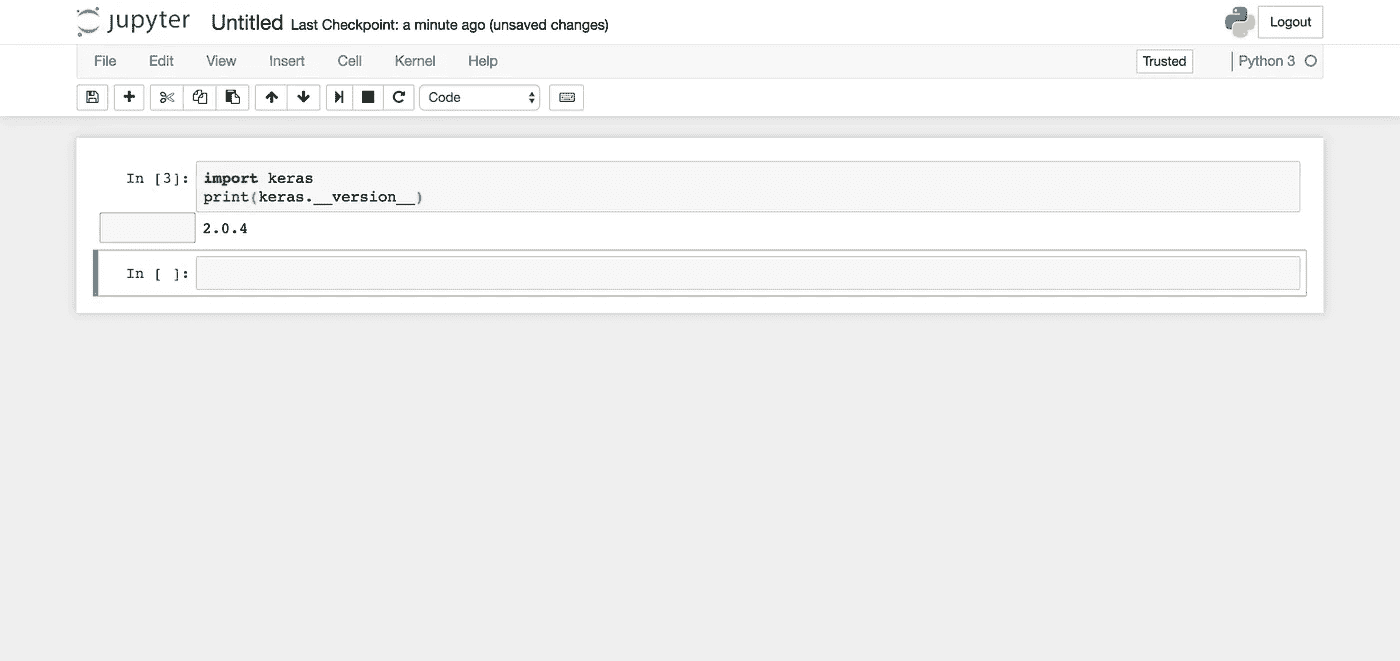 jupyter Untitled Last Checkpoint: a minute ago (unsaved changes) Logout
File Edit View Insert Cell Kernel Help Trusted Python 3
Code
In [3]: import keras
print(keras.__version__)
2.0.4
In [ ]: